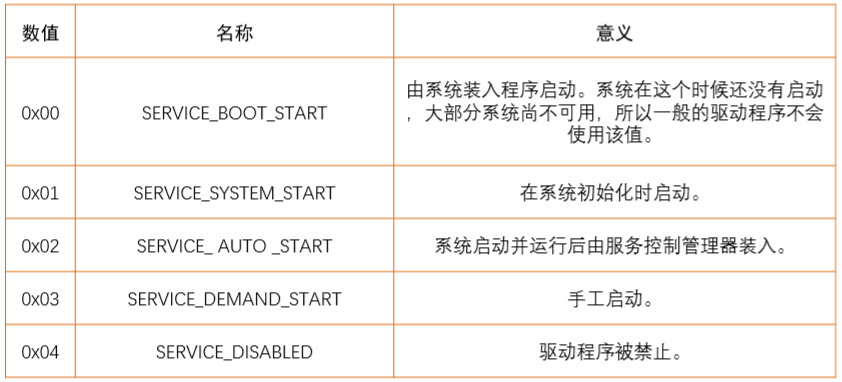 数值 名称 意义
0x00 SERVICE_BOOT_START 由系统装入程序启动。系统在这个时候还没有启动
，大部分系统尚不可用，所以一般的驱动程序不会
使用该值。
0x01 SERVICE_SYSTEM_START 在系统初始化时启动。
0x02 SERVICE_ AUTO _START 系统启动并运行后由服务控制管理器装入。
0x03 SERVICE_DEMAND_START 手工启动。
0x04 SERVICE_DISABLED 驱动程序被禁止。